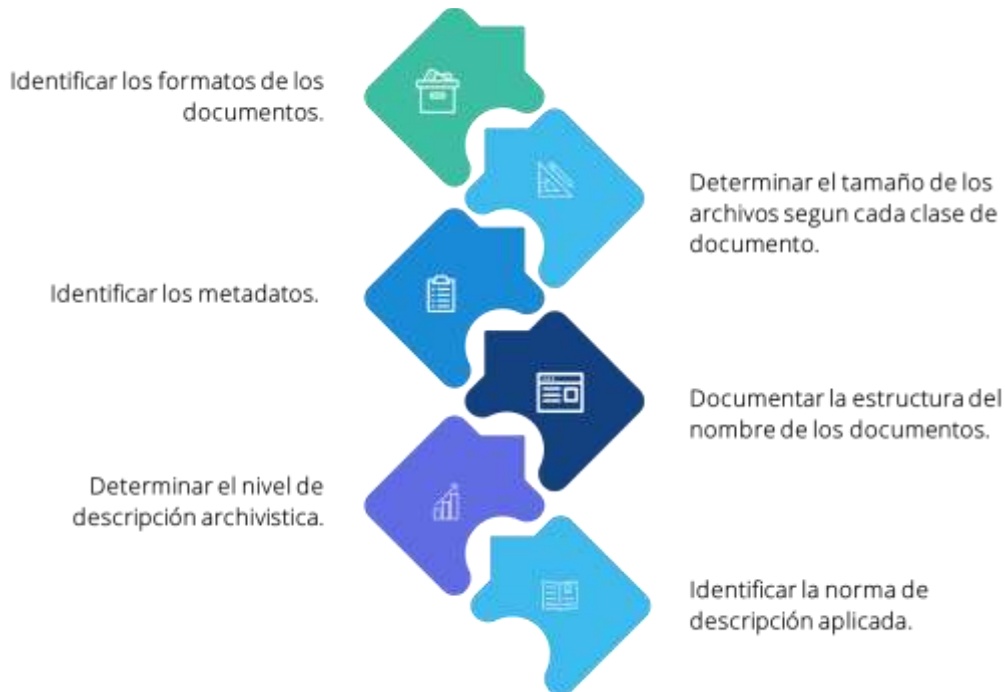 Identificar los formatos de los
documentos.
Determinar el tamaño de los
archivos segun cada clase de
documento.
Identificar los metadatos.
Documentar la estructura del
nombre de los documentos.
Determinar el nivel de
descripción archivistica.
Identificar la norma de
descripción aplicada.